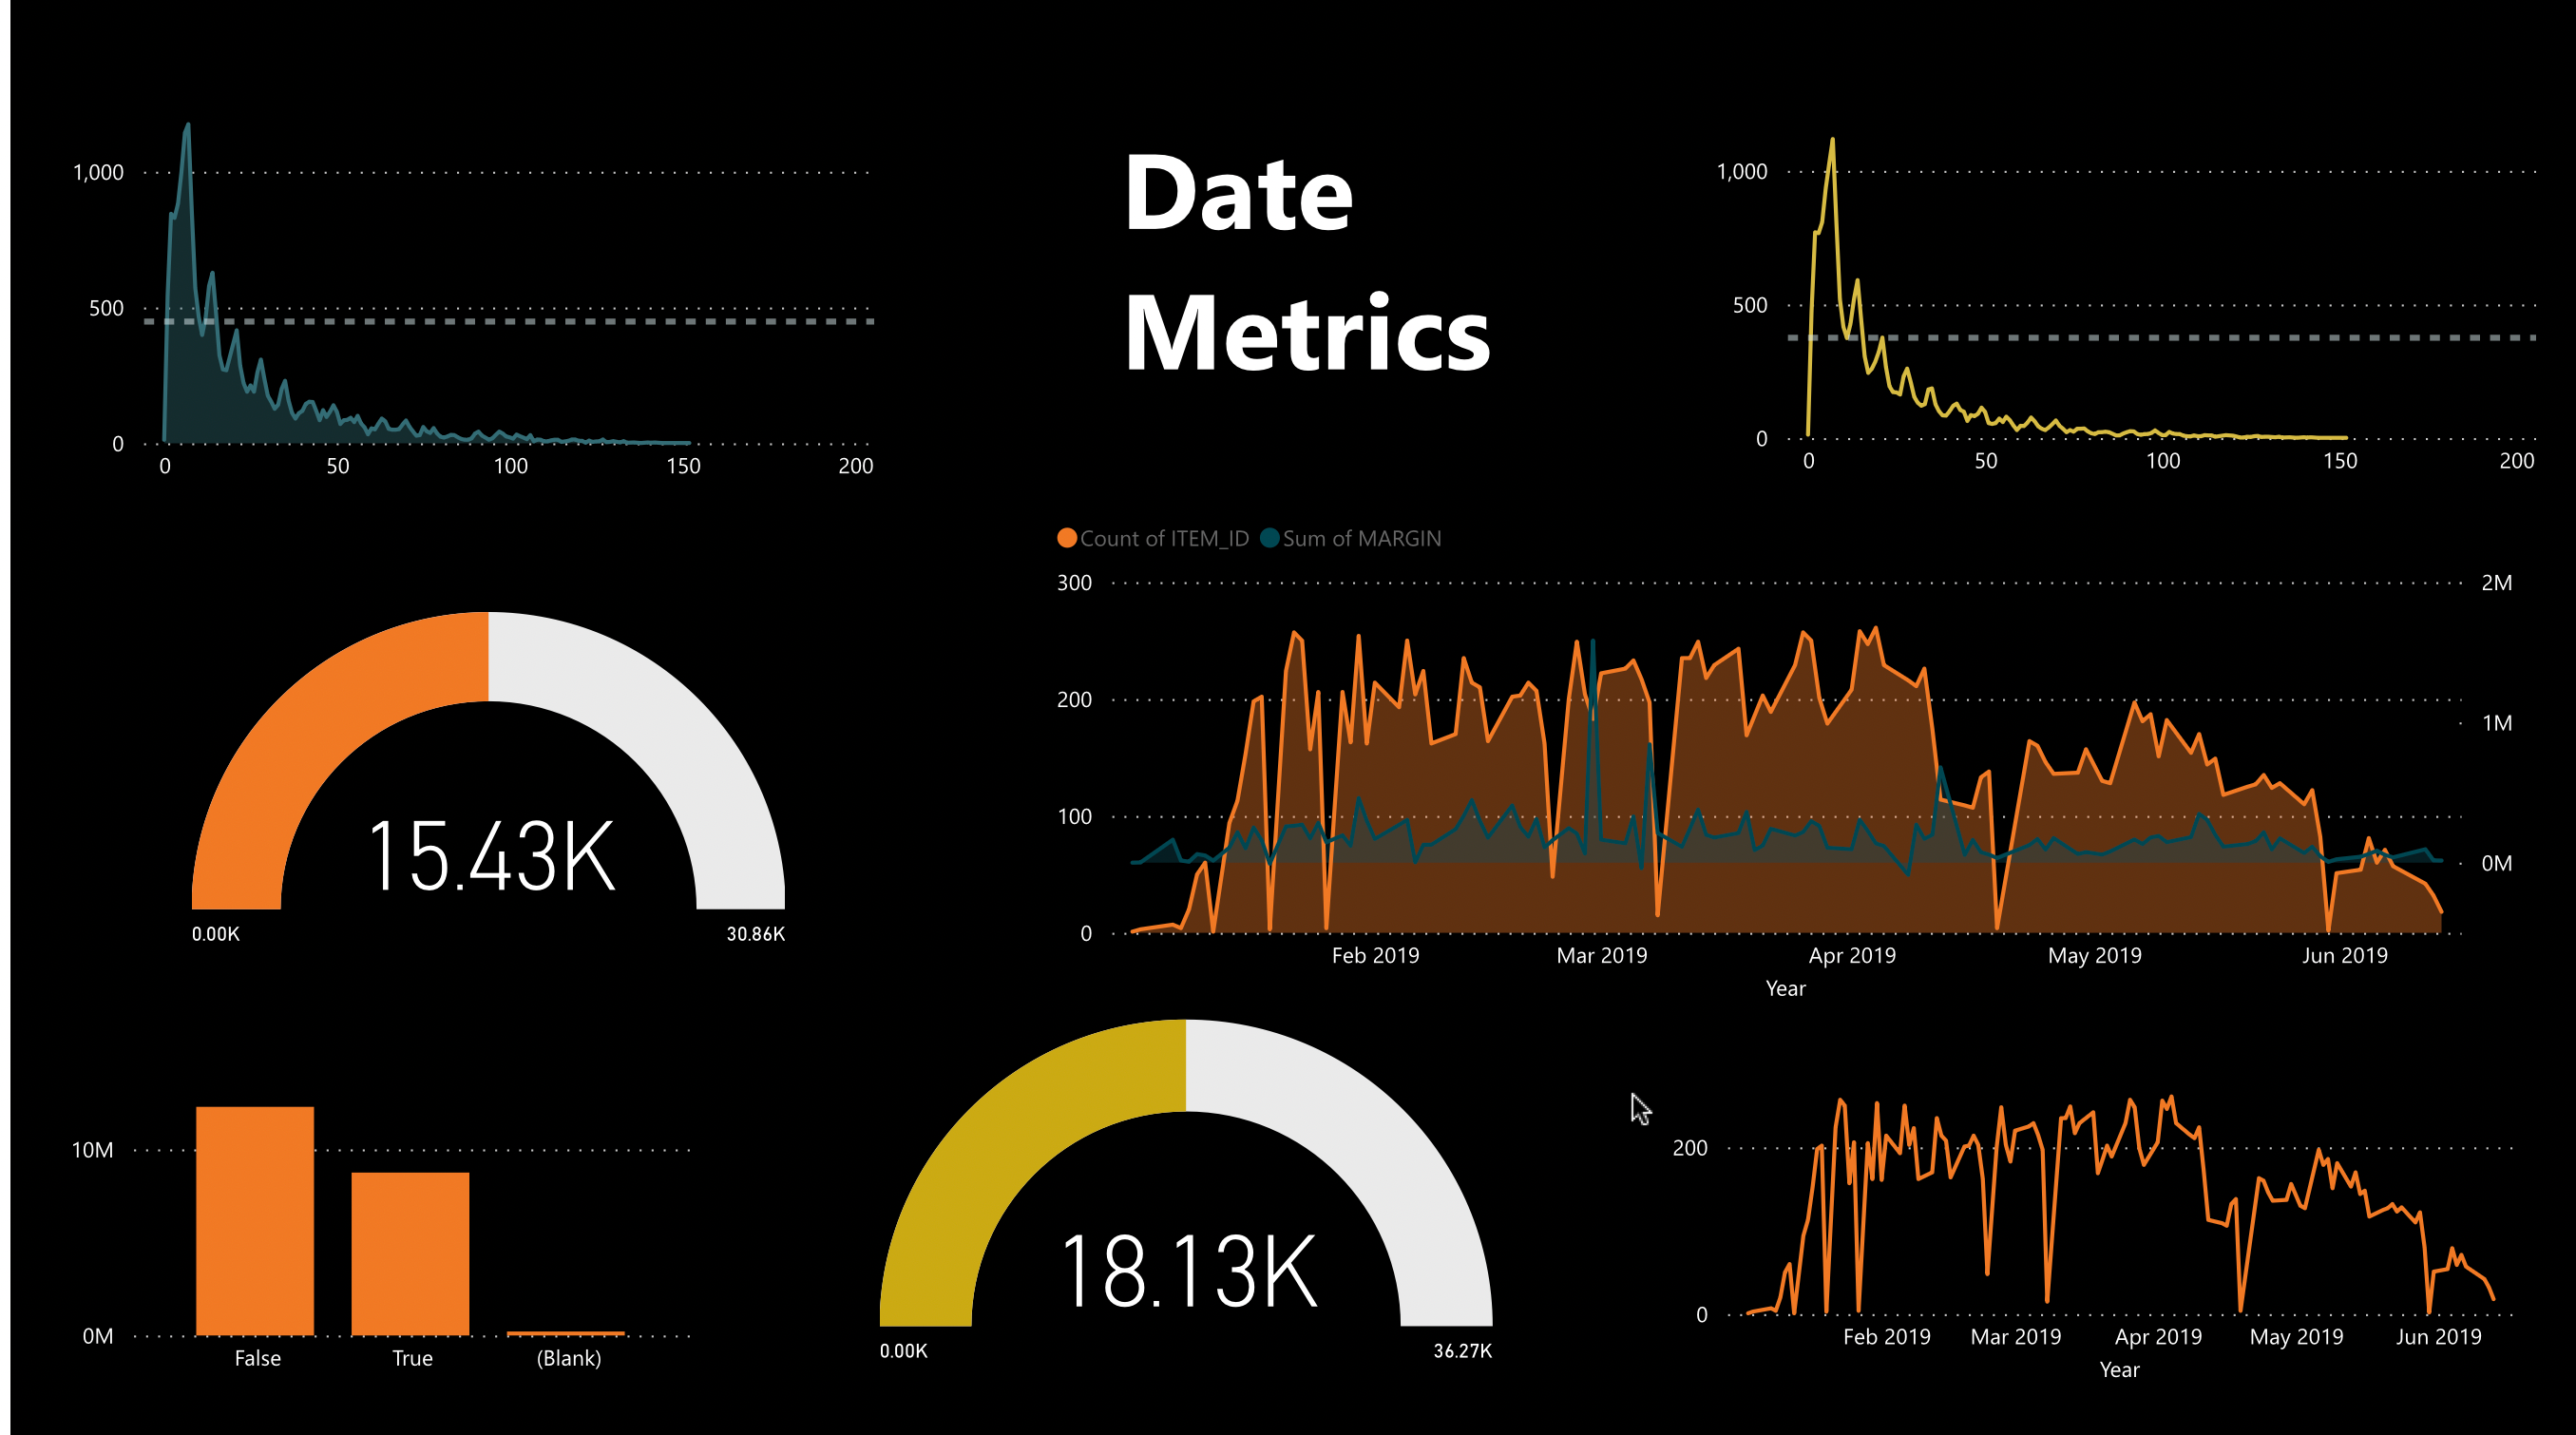 Date
Metrics
1,000
500
0
0 50 100 150 200
1,000
500
0
0 50 100 150 200
Count of ITEM_ID Sum of MARGIN
300
200
100
0
2M
1M
0M
Feb 2019 Mar 2019 Apr 2019 May 2019 Jun 2019
Year
15.43K
0.00K 30.86K
10M
0M
False True (Blank)
18.13K
0.00K 36.27K
200
0
Feb 2019 Mar 2019 Apr 2019 May 2019 Jun 2019
Year